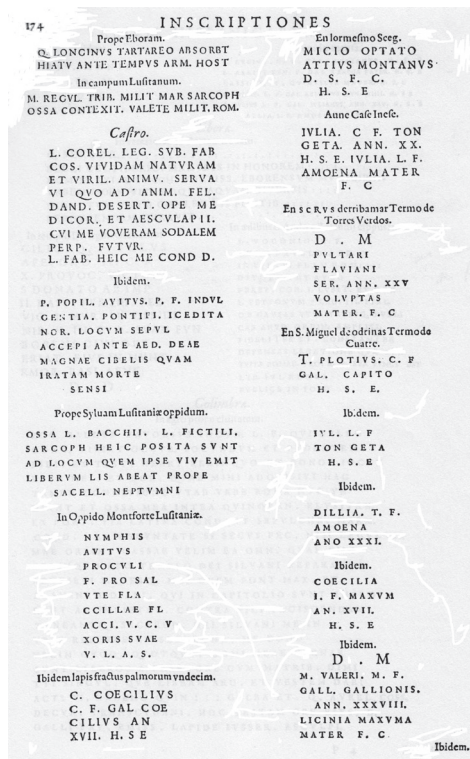 174
INSCRIPTIONES
Prope Eboram.
Q. LONGINVS TARTAREO ABSORBT
HIATV ANTE TEMPVS ARM. HOST
In campum Lusitanum.
M. REGVL. TRIB. MILIT MAR SARCOPH
OSSA CONTEXIT. VALETE MILIT. ROM.
Castro.
L. COREL. LEG. SVB. FAB
COS. VIVIDAM NATVRAM
ET VIRIL. ANIMV. SERVA
VI QVO AD ANIM. FEL.
DAND. DESERT. OPE ME
DICOR. ET AESCVLAPII.
CVI ME VOVERAM SODALEM
PERP. FVTVR.
L. FAB. HEIC ME COND D.
Ibidem.
P. POPIL. AVITVS. P. F. INDVL
GENTIA. PONTIFI. ICEDITA
NOR. LOCVM SEPVL
ACCEPI ANTE AED. DEAE
MAGNAE CIBELIS QVAM
IRATAM MORTE
SENSI
Prope Syluam Lusitaniæ oppidum.
OSSA L. BACCHII. L. FICTILI,
SARCOPH HEIC POSITA SVNT
AD LOCVM QVEM IPSE VIV EMIT
LIBERVM LIS ABEAT PROPE
SACELL. NEPTVMNI
In Oppido Montforte Lusitaniæ.
NYMPHIS
AVITVS
PROCVLI
F. PRO SAL
VTE FLA
CCILLAE FL
ACCI. V. C. V
XORIS SVAE
V. L. A. S.
Ibidem lapis fractus palmorum vndecim.
C. COECILIVS
C. F. GAL COE
CILIVS AN
XVII. H. S E
En lormesmo Sceg.
MICIO OPTATO
ATTIVS MONTANVS
D. S. F. C.
H. S. E
Aune Case Inese.
IVLIA. C F. TON
GETA. ANN. XX.
H. S. E. IVLIA. L. F.
AMOENA MATER
F. C
En SCRVS derribamar Termo de
Torres Verdos.
D . M
PVLTARI
FLAVIANI
SER. ANN. XXV
VOLVPTAS
MATER. F. C
En S. Miguel de odrinas Termo do
Cuatre.
T. PLOTIVS. C. F
GAL. CAPITO
H. S. E.
Ibidem.
IVL. L. F
TON GETA
H. S. E
Ibidem.
DILLIA. T. F.
AMOENA
ANO XXXI.
Ibidem.
COECILIA
I. F. MAXVM
AN. XVII.
H. S. E
Ibidem.
D . M
M. VALERI. M. F.
GALL. GALLIONIS.
ANN. XXXVIII.
LICINIA MAXVMA
MATER F. C.
Ibidem.